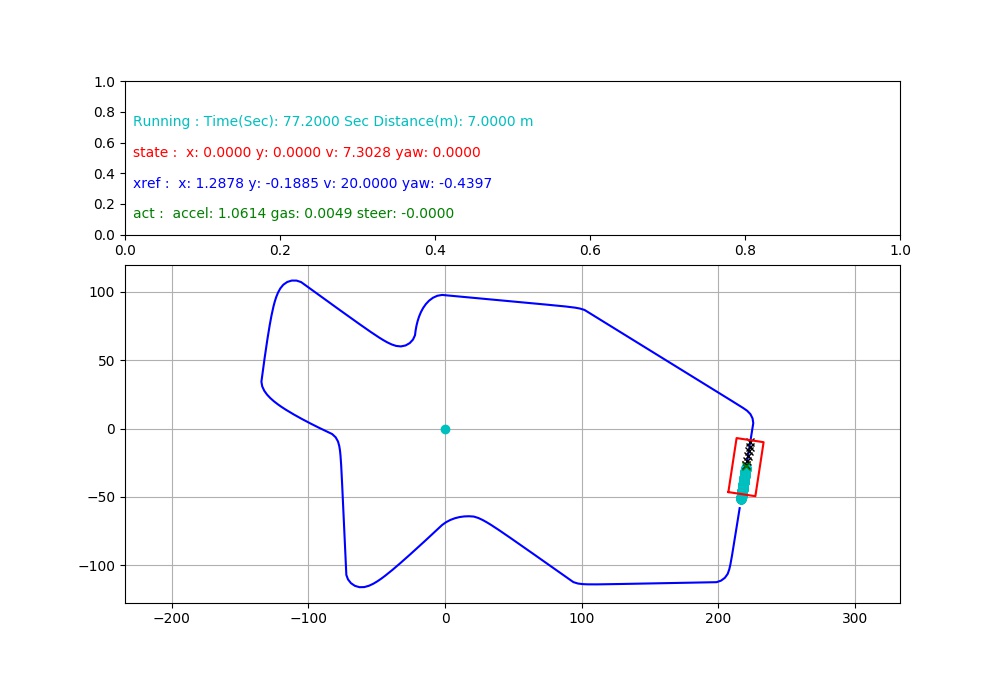 1.0
0.8
0.6
0.4
0.2
0.0
Running : Time(Sec): 77.2000 Sec Distance(m): 7.0000 m
state :  x: 0.0000 y: 0.0000 v: 7.3028 yaw: 0.0000
xref :  x: 1.2878 y: -0.1885 v: 20.0000 yaw: -0.4397
act :  accel: 1.0614 gas: 0.0049 steer: -0.0000
0.0 0.2 0.4 0.6 0.8 1.0
100
50
0
−50
−100
−200 −100 0 100 200 300